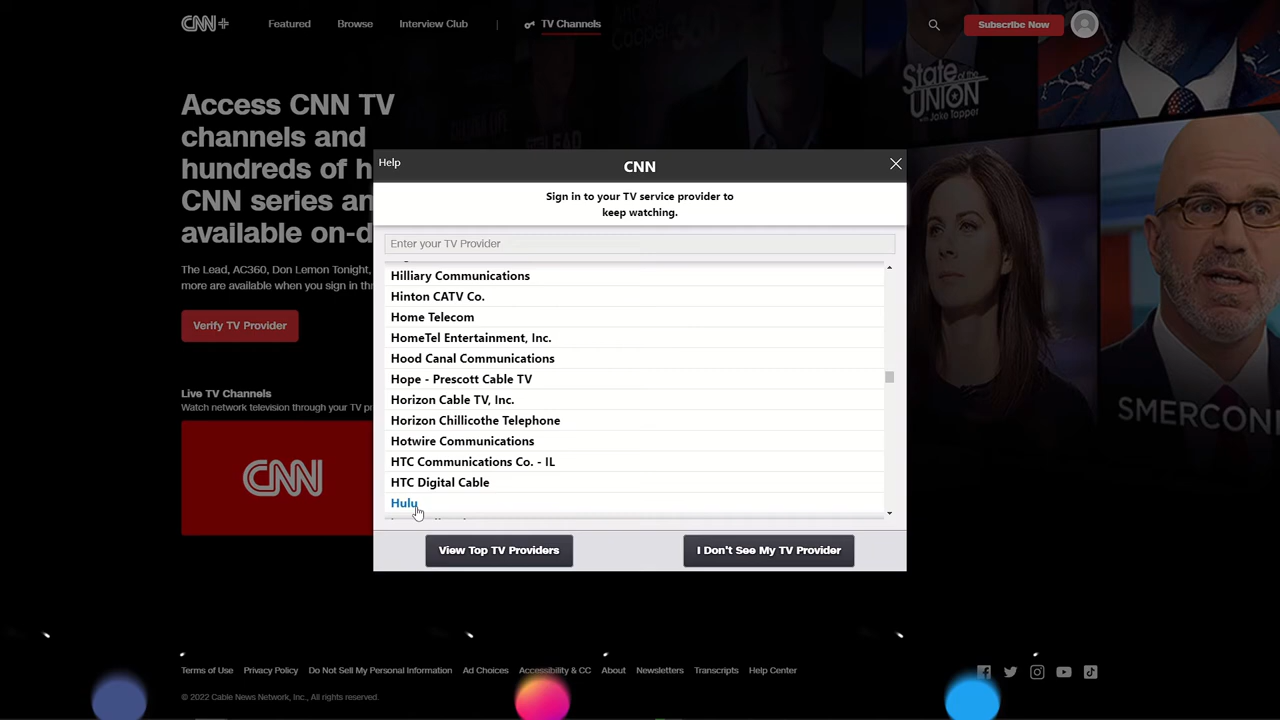 CNN+
Featured
Browse
Interview Club
|
TV Channels
Subscribe Now
State of the
UNION
with Jake Tapper
Access CNN TV
channels and
hundreds of h
CNN series an
available on-d
The Lead, AC360, Don Lemon Tonight,
more are available when you sign in thr
Verify TV Provider
Live TV Channels
Watch network television through your TV pr
CNN
SMERCON
Help
CNN
Sign in to your TV service provider to
keep watching.
Enter your TV Provider
Hilliary Communications
Hinton CATV Co.
Home Telecom
HomeTel Entertainment, Inc.
Hood Canal Communications
Hope - Prescott Cable TV
Horizon Cable TV, Inc.
Horizon Chillicothe Telephone
Hotwire Communications
HTC Communications Co. - IL
HTC Digital Cable
Hulu
View Top TV Providers
I Don't See My TV Provider
Terms of Use
Privacy Policy
Do Not Sell My Personal Information
Ad Choices
Accessibility & CC
About
Newsletters
Transcripts
Help Center
© 2022 Cable News Network, Inc., All rights reserved.